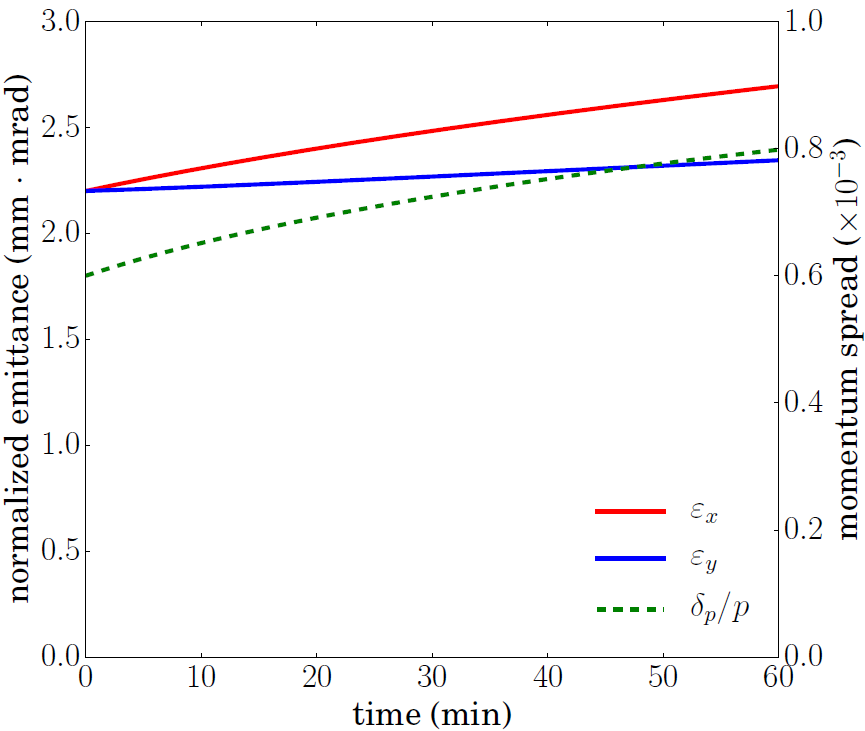 normalized emittance (mm · mrad)
3.0
2.5
2.0
1.5
1.0
0.5
0.0
0 10 20 30 40 50 60
time (min)
1.0
0.8
0.6
0.4
0.2
0.0
momentum spread (×10⁻³)
εₓ
ε_y
δ_p/p